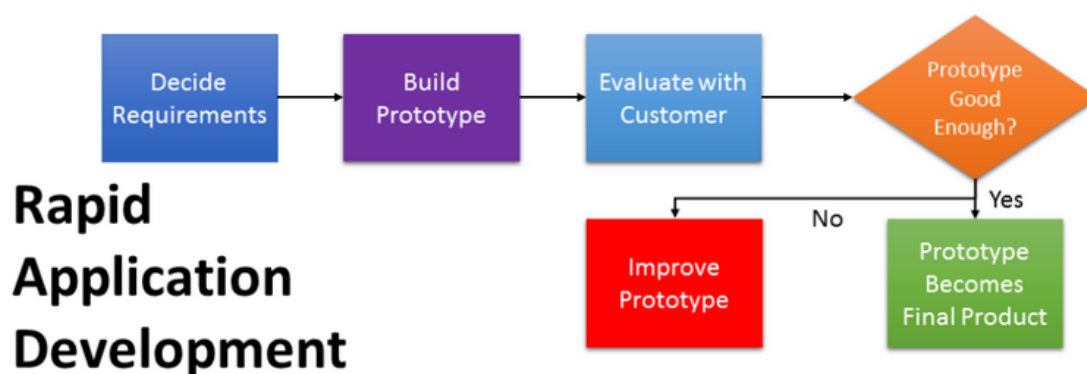 Decide
Requirements
Build
Prototype
Evaluate with
Customer
Prototype
Good
Enough?
Yes
No
Improve
Prototype
Prototype
Becomes
Final Product
Rapid
Application
Development